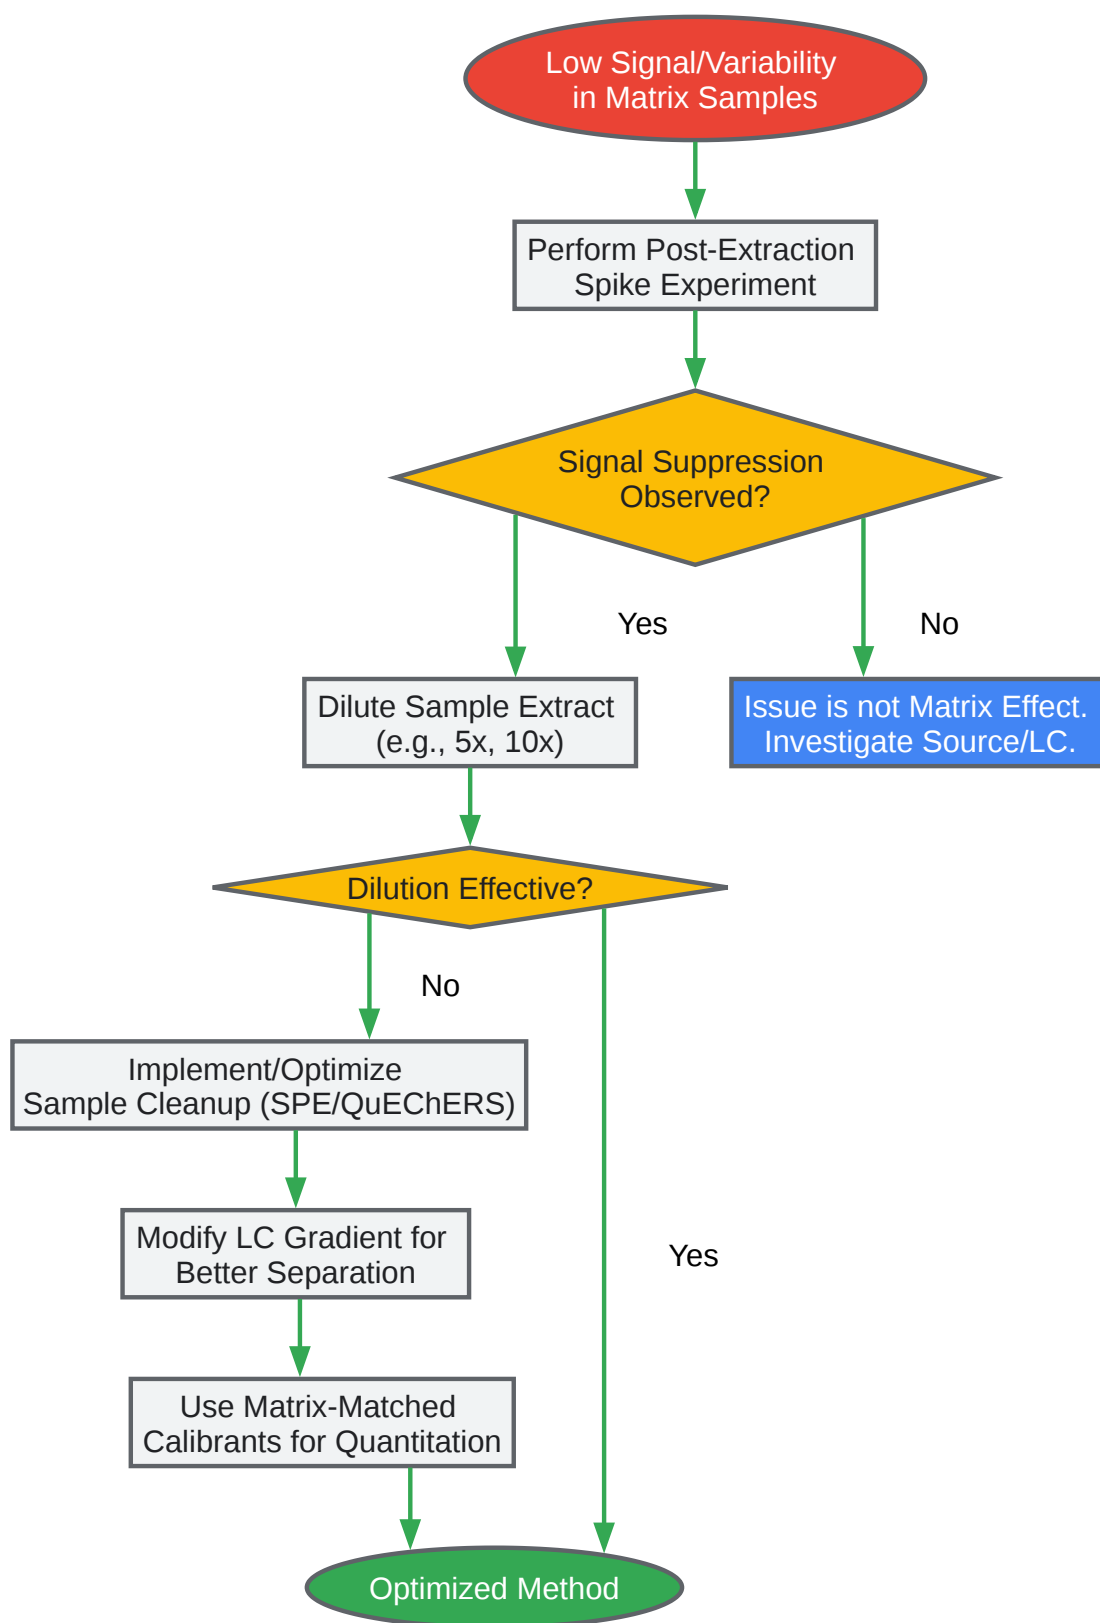 Low Signal/Variability
in Matrix Samples
Perform Post-Extraction
Spike Experiment
Signal Suppression
Observed?
Yes
No
Dilute Sample Extract
(e.g., 5x, 10x)
Issue is not Matrix Effect.
Investigate Source/LC.
Dilution Effective?
No
Implement/Optimize
Sample Cleanup (SPE/QuEChERS)
Modify LC Gradient for
Better Separation
Yes
Use Matrix-Matched
Calibrants for Quantitation
Optimized Method